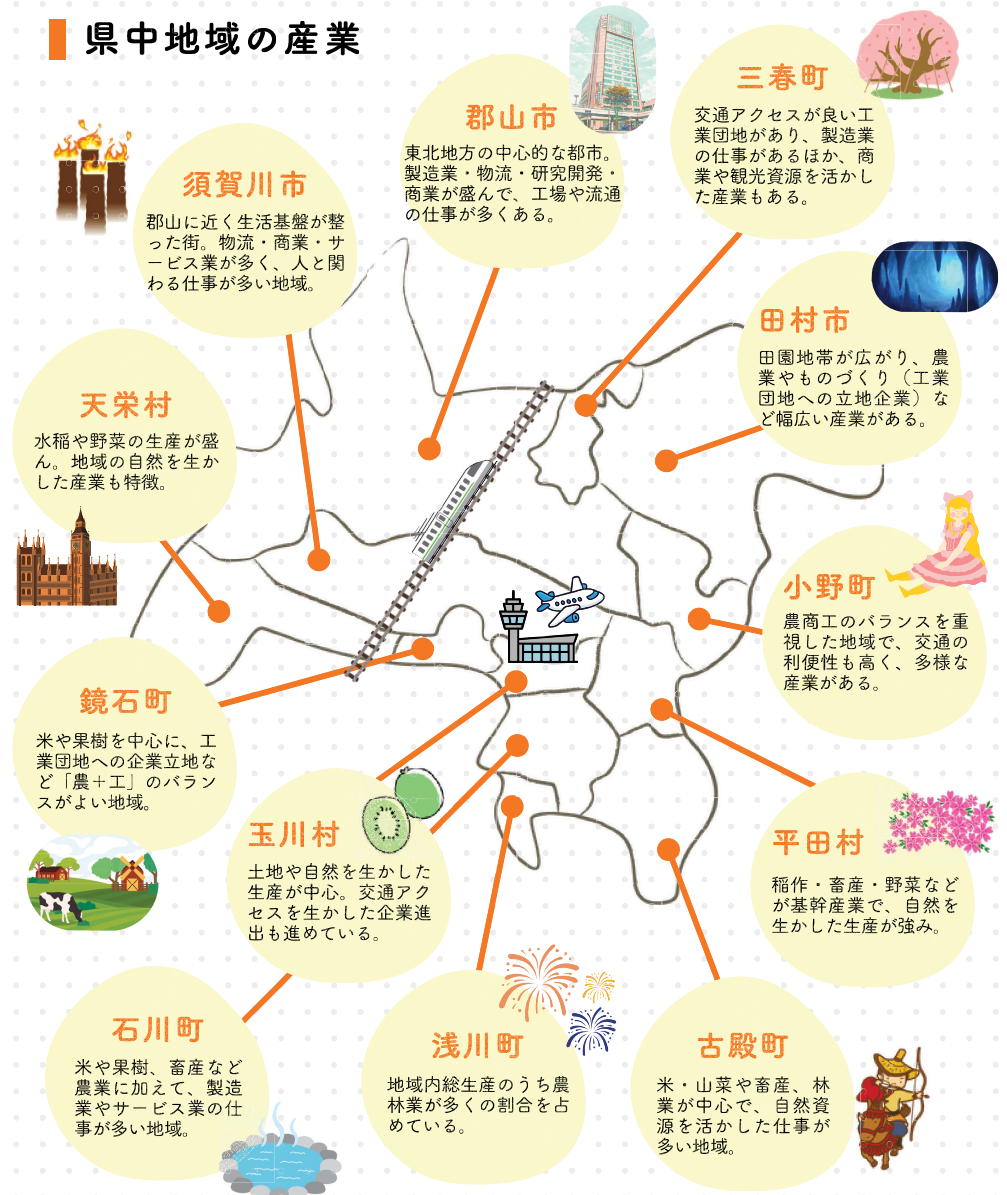 県中地域の産業
郡山市
東北地方の中心的な都市。
製造業・物流・研究開発・
商業が盛んで、工場や流通
の仕事が多くある。
三春町
交通アクセスが良い工
業団地があり、製造業
の仕事があるほか、商
業や観光資源を活かし
た産業もある。
須賀川市
郡山に近く生活基盤が整
った街。物流・商業・サ
ービス業が多く、人と関
わる仕事が多い地域。
田村市
田園地帯が広がり、農
業やものづくり（工業
団地への立地企業）な
ど幅広い産業がある。
天栄村
水稲や野菜の生産が盛
ん。地域の自然を生か
した産業も特徴。
小野町
農商工のバランスを重
視した地域で、交通の
利便性も高く、多様な
産業がある。
鏡石町
米や果樹を中心に、工
業団地への企業立地な
ど「農＋工」のバラン
スがよい地域。
玉川村
土地や自然を生かした
生産が中心。交通アク
セスを生かした企業進
出も進めている。
平田村
稲作・畜産・野菜など
が基幹産業で、自然を
生かした生産が強み。
石川町
米や果樹、畜産など
農業に加えて、製造
業やサービス業の仕
事が多い地域。
浅川町
地域内総生産のうち農
林業が多くの割合を占
めている。
古殿町
米・山菜や畜産、林
業が中心で、自然資
源を活かした仕事が
多い地域。